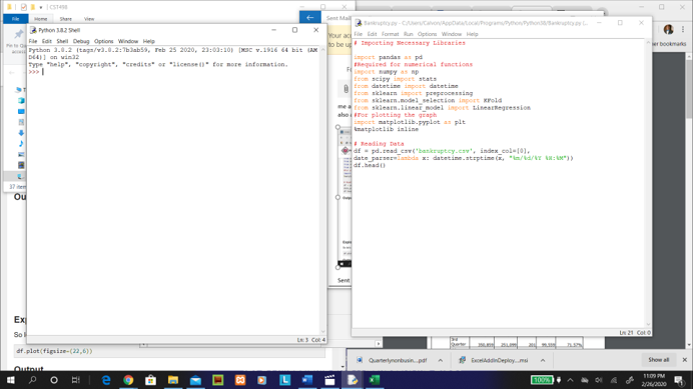 CST498
File
Home
Share
View
Sent Mail
Python 3.8.2 Shell
File Edit Shell Debug Options Window Help
Python 3.8.2 (tags/v3.8.2:7b3ab59, Feb 25 2020, 23:03:10) [MSC v.1916 64 bit (AM
D64)] on win32
Type "help", "copyright", "credits" or "license()" for more information.
>>>
Ln: 3 Col: 4
Bankruptcy.py - C:/Users/
/AppData/Local/Programs/Python/Python38/Bankruptcy.py
File Edit Format Run Options Window Help
# Importing Necessary Libraries
import pandas as pd
#Required for numerical functions
import numpy as np
from scipy import stats
from datetime import datetime
from sklearn import preprocessing
from sklearn.model_selection import KFold
from sklearn.linear_model import LinearRegression
#For plotting the graph
import matplotlib.pyplot as plt
%matplotlib inline
# Reading Data
df = pd.read_csv("bankruptcy.csv", index_col=[0],
date_parser=lambda x: datetime.strptime(x, "%m/%d/%Y %H:%M"))
df.head()
Ln: 21 Col: 0
Your ac
to be up
er bookmarks
me a
also
Sent
37 item
Ou
Ex
So l
df.plot(figsize=(22,6))
Output
3rd
Quarter
Quarterlynonbusin....pdf
ExcelAddInDeploy....msi
Show all
100%
11:09 PM
2/26/2020